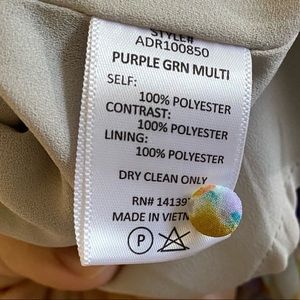 STYLE#
ADR100850
PURPLE GRN MULTI
SELF:
100% POLYESTER
CONTRAST:
100% POLYESTER
LINING:
100% POLYESTER
DRY CLEAN ONLY
RN#
MADE IN
P